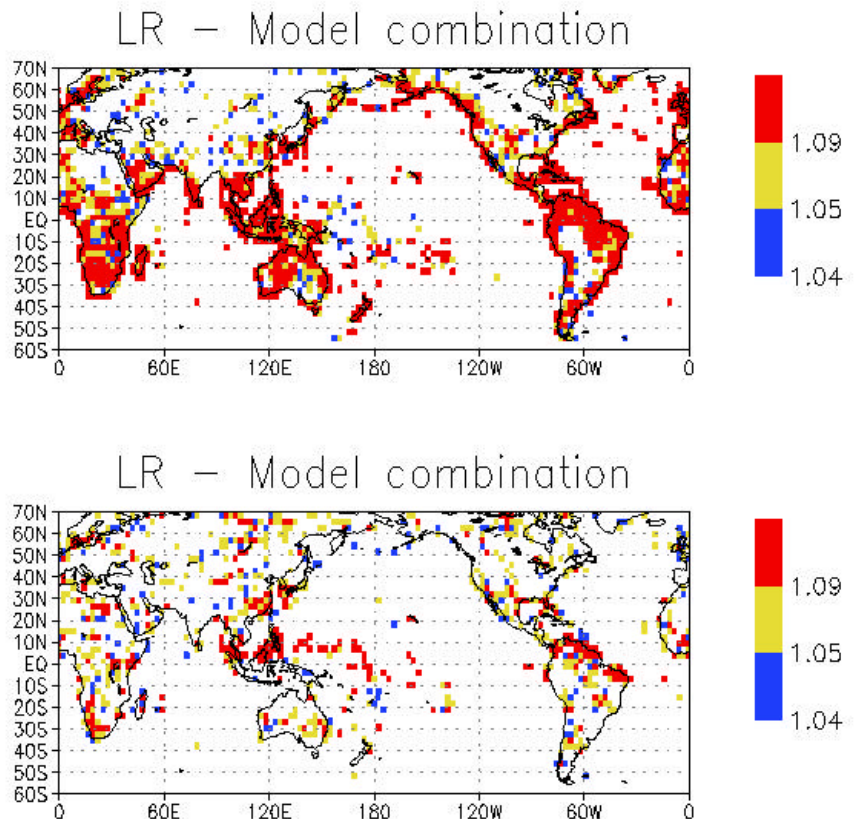 LR – Model combination
70N
60N
50N
40N
30N
20N
10N
EQ
10S
20S
30S
40S
50S
60S
0 60E 120E 180 120W 60W 0
1.09
1.05
1.04
LR – Model combination
70N
60N
50N
40N
30N
20N
10N
EQ
10S
20S
30S
40S
50S
60S
0 60E 120E 180 120W 60W 0
1.09
1.05
1.04